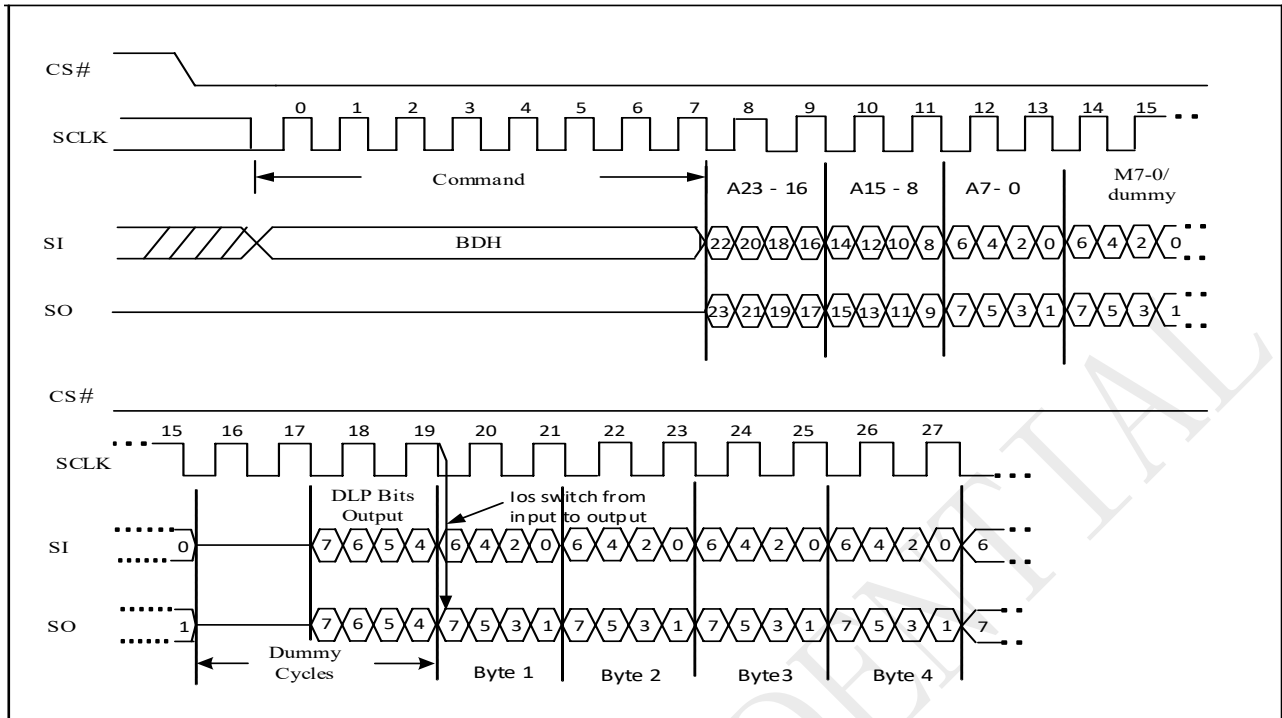 CS#
0 1 2 3 4 5 6 7 8 9 10 11 12 13 14 15
SCLK
Command
A23 - 16
A15 - 8
A7- 0
M7-0/
dummy
SI
BDH
22 20 18 16 14 12 10 8 6 4 2 0 6 4 2 0
SO
23 21 19 17 15 13 11 9 7 5 3 1 7 5 3 1
CS#
15 16 17 18 19 20 21 22 23 24 25 26 27
SCLK
DLP Bits
Output
Ios switch from
input to output
SI
0 7 6 5 4 6 4 2 0 6 4 2 0 6 4 2 0 6 4 2 0 6
SO
1 7 6 5 4 7 5 3 1 7 5 3 1 7 5 3 1 7 5 3 1 7
Dummy
Cycles
Byte 1
Byte 2
Byte3
Byte 4